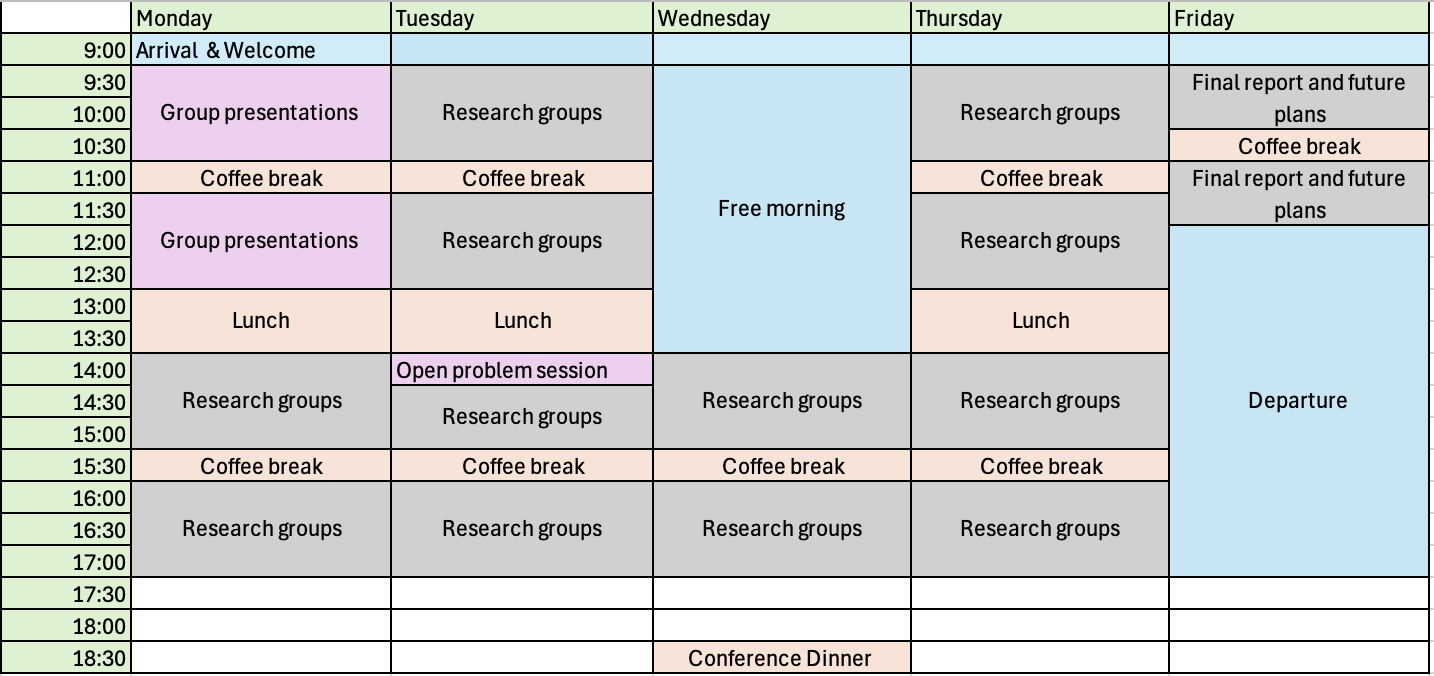 Monday Tuesday Wednesday Thursday Friday
9:00 Arrival & Welcome
9:30 Final report and future
10:00 Group presentations Research groups Research groups plans
10:30 Coffee break
11:00 Coffee break Coffee break Coffee break Final report and future
11:30 Free morning plans
12:00 Group presentations Research groups Research groups
12:30
13:00
Lunch Lunch Lunch
13:30
14:00 Open problem session
14:30 Research groups Research groups Research groups Research groups Departure
15:00
15:30 Coffee break Coffee break Coffee break Coffee break
16:00
16:30 Research groups Research groups Research groups Research groups
17:00
17:30
18:00
18:30 Conference Dinner